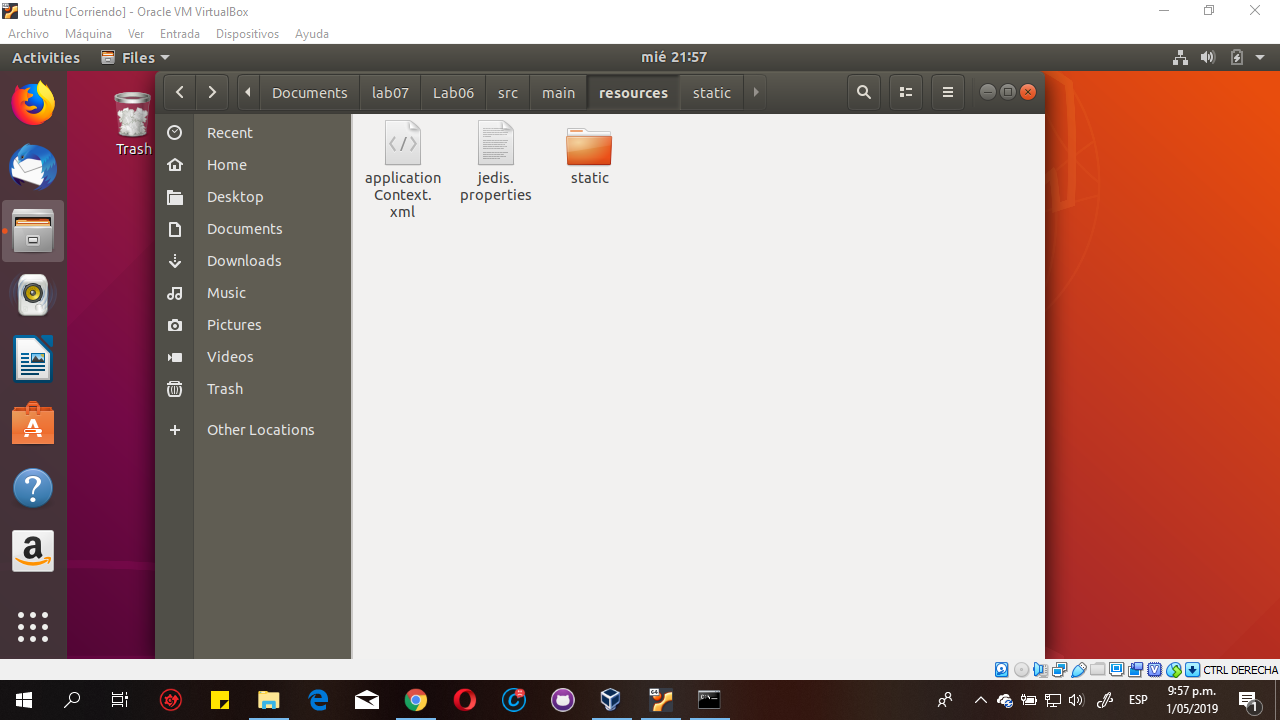 ubutnu [Corriendo] - Oracle VM VirtualBox
Archivo Máquina Ver Entrada Dispositivos Ayuda
Activities Files mié 21:57
Documents lab07 Lab06 src main resources static
Trash
Recent
Home
Desktop
Documents
Downloads
Music
Pictures
Videos
Trash
Other Locations
application
Context.
xml
jedis.
properties
static
CTRL DERECHA
ESP
9:57 p.m.
1/05/2019
1